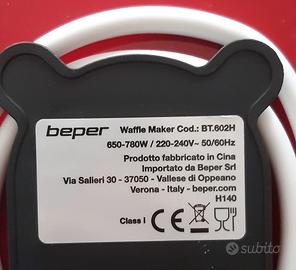 beper Waffle Maker Cod.: BT.602H
650-780W / 220-240V~ 50/60Hz
Prodotto fabbricato in Cina
Importato da Beper Srl
Via Salieri 30 - 37050 - Vallese di Oppeano
Verona - Italy - beper.com
H140
Class I CE
subito